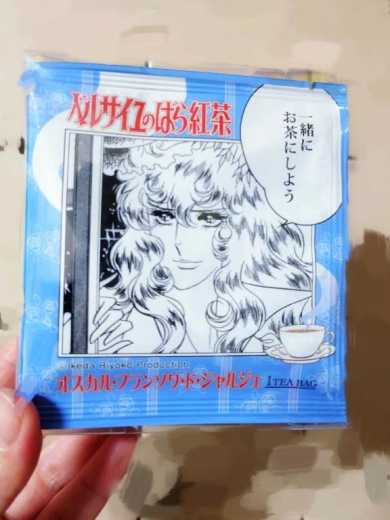 ベルサイユのばら紅茶
一緒に
お茶にしよう
©Ikeda Riyoko Production
オスカル・フランソワ・ド・ジャルジェ
1 TEA BAG